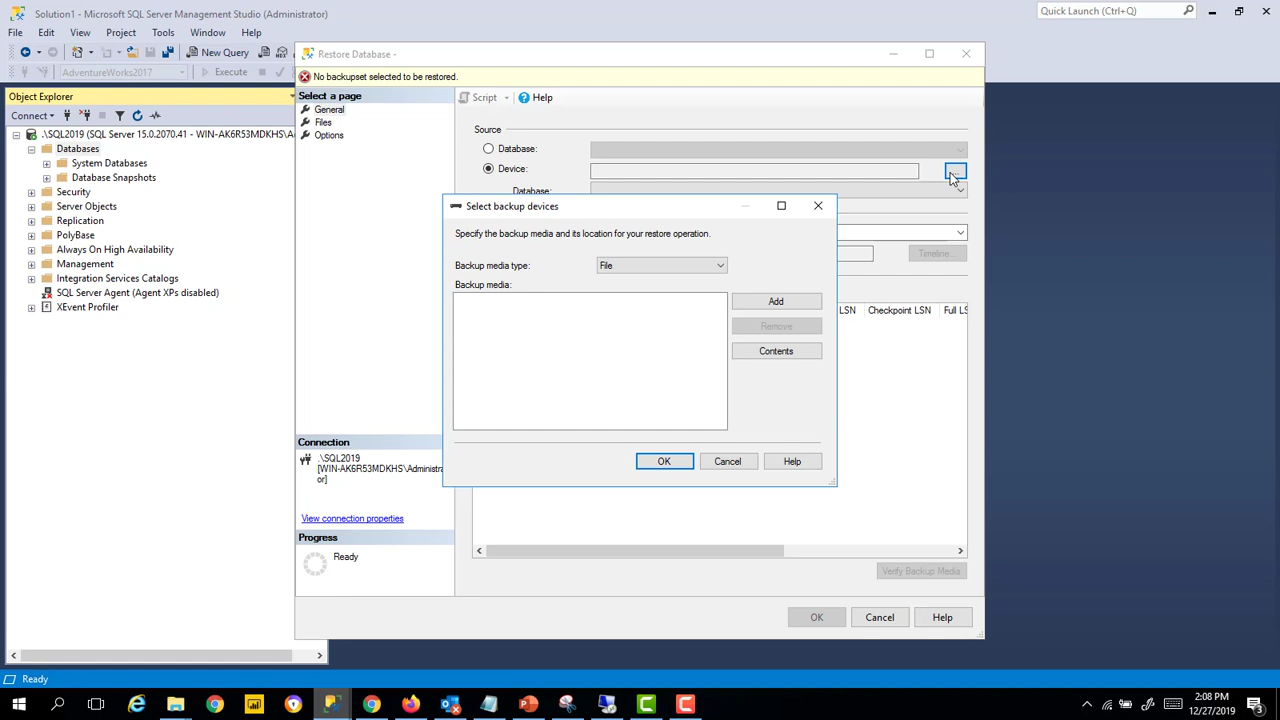 Solution1 - Microsoft SQL Server Management Studio (Administrator)
Quick Launch (Ctrl+Q)
File Edit View Project Tools Window Help
New Query
AdventureWorks2017 Execute
Object Explorer
Connect
.\SQL2019 (SQL Server 15.0.2070.41 - WIN-AK6R53MDKHS\A
Databases
System Databases
Database Snapshots
Security
Server Objects
Replication
PolyBase
Always On High Availability
Management
Integration Services Catalogs
SQL Server Agent (Agent XPs disabled)
XEvent Profiler
Restore Database -
No backupset selected to be restored.
Select a page
General
Files
Options
Script Help
Source
Database:
Device:
...
Database:
Timeline...
LSN Checkpoint LSN Full LS
Select backup devices
Specify the backup media and its location for your restore operation.
Backup media type: File
Backup media:
Add
Remove
Contents
OK Cancel Help
Connection
.\SQL2019
[WIN-AK6R53MDKHS\Administrat
or]
View connection properties
Progress
Ready
Verify Backup Media
OK Cancel Help
Ready
2:08 PM
12/27/2019
3